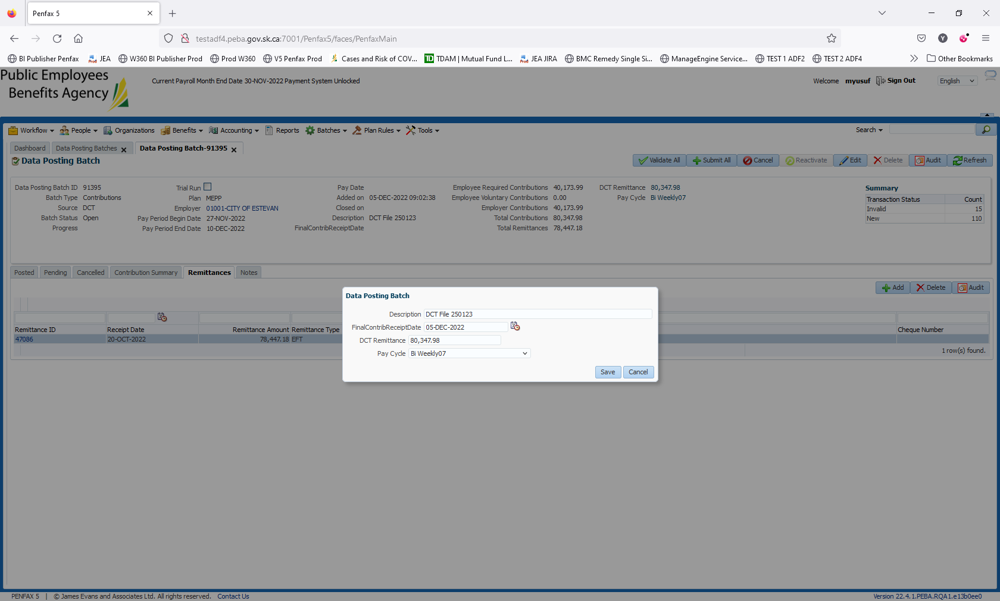 Penfax 5
testadf4.peba.gov.sk.ca:7001/Penfax5/faces/PenfaxMain
BI Publisher Penfax JEA W360 BI Publisher Prod Prod W360 V5 Penfax Prod Cases and Risk of COV... TDAM | Mutual Fund L... JEA JIRA BMC Remedy Single Si... ManageEngine Service... TEST 1 ADF2 TEST 2 ADF4 Other Bookmarks
Public Employees
Benefits Agency
Current Payroll Month End Date 30-NOV-2022 Payment System Unlocked
Welcome myusuf Sign Out English
Workflow People Organizations Benefits Accounting Reports Batches Plan Rules Tools Search
Dashboard Data Posting Batches Data Posting Batch-91395
Data Posting Batch Validate All Submit All Cancel Reactivate Edit Delete Audit Refresh
Data Posting Batch ID 91395 Trial Run Pay Date Employee Required Contributions 40,173.99 DCT Remittance 80,347.98 Summary
Batch Type Contributions Plan MEPP Added on 05-DEC-2022 09:02:38 Employee Voluntary Contributions 0.00 Pay Cycle Bi Weekly07 Transaction Status Count
Source DCT Employer 01001-CITY OF ESTEVAN Closed on Employer Contributions 40,173.99 Invalid 15
Batch Status Open Pay Period Begin Date 27-NOV-2022 Description DCT File 250123 Total Contributions 80,347.98 New 110
Progress Pay Period End Date 10-DEC-2022 FinalContribReceiptDate Total Remittances 78,447.18
Posted Pending Cancelled Contribution Summary Remittances Notes
Add Delete Audit
Remittance ID Receipt Date Remittance Amount Remittance Type Cheque Number
47086 20-OCT-2022 78,447.18 EFT
1 row(s) found.
Data Posting Batch
Description DCT File 250123
FinalContribReceiptDate 05-DEC-2022
DCT Remittance 80,347.98
Pay Cycle Bi Weekly07
Save Cancel
PENFAX 5 | © James Evans and Associates Ltd. All rights reserved. Contact Us Version 22.4.1.PEBA.RQA1.e13b0ee0